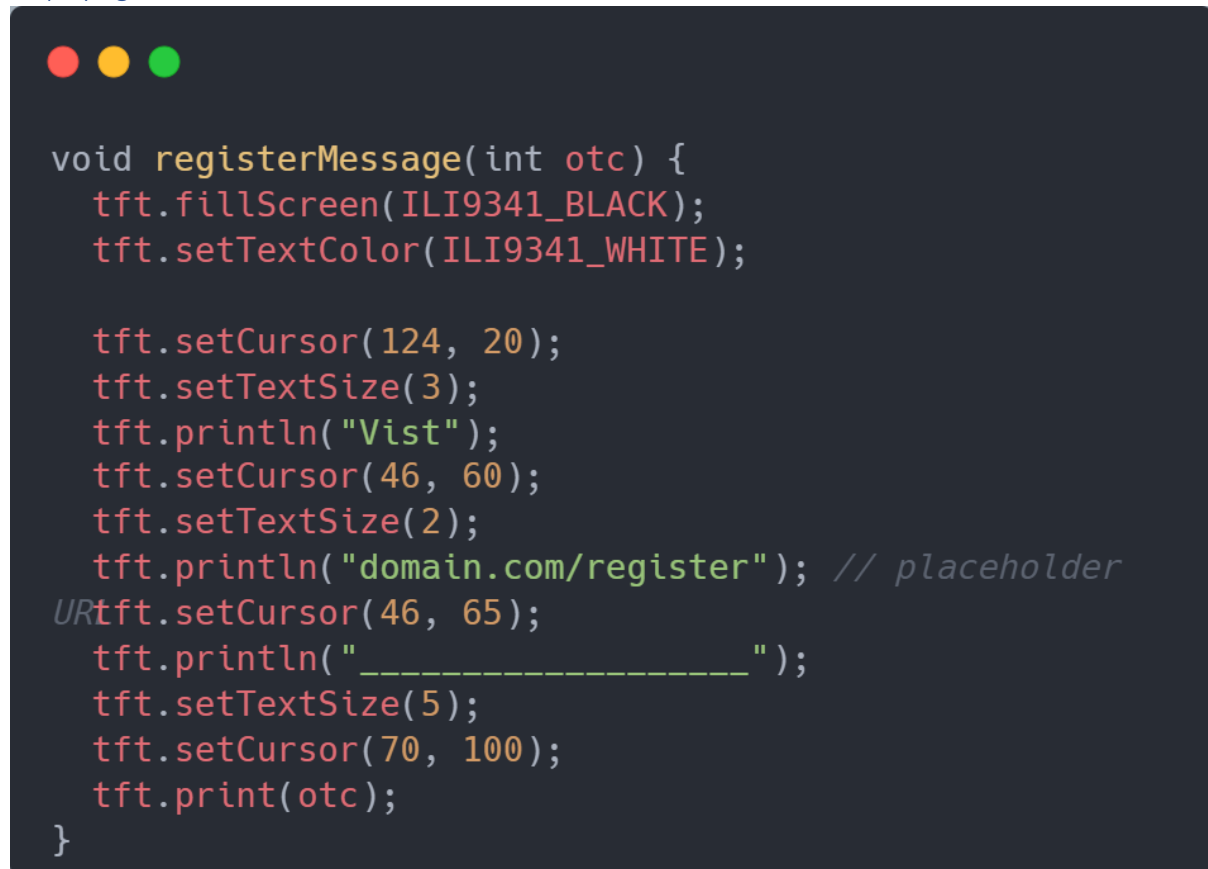 void registerMessage(int otc) {
tft.fillScreen(ILI9341_BLACK);
tft.setTextColor(ILI9341_WHITE);
tft.setCursor(124, 20);
tft.setTextSize(3);
tft.println("Vist");
tft.setCursor(46, 60);
tft.setTextSize(2);
tft.println("domain.com/register"); // placeholder
URL tft.setCursor(46, 65);
tft.println("___________________");
tft.setTextSize(5);
tft.setCursor(70, 100);
tft.print(otc);
}